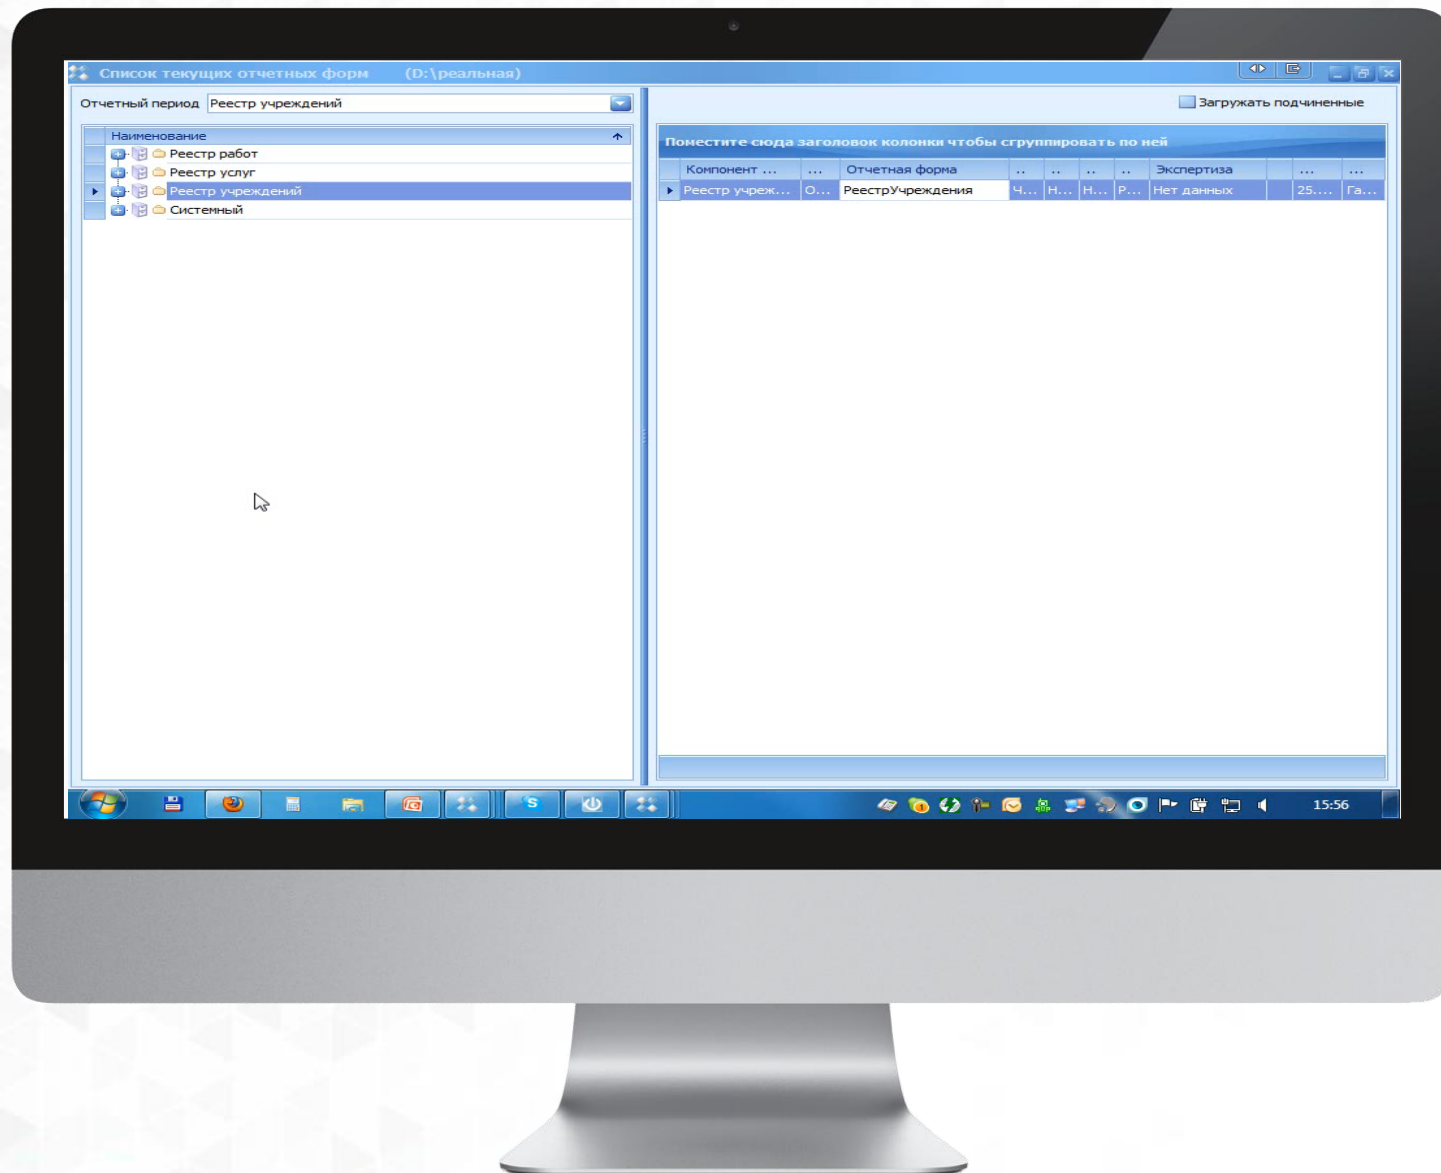 Список текущих отчетных форм (D:\реальная)
Отчетный период Реестр учреждений
Загружать подчиненные
Наименование
Реестр работ
Реестр услуг
Реестр учреждений
Системный
Поместите сюда заголовок колонки чтобы сгруппировать по ней
Компонент ... ... Отчетная форма .. .. .. .. Экспертиза ... ...
Реестр учреж... О... РеестрУчреждения Ч... Н... Н... Р... Нет данных 25.... Га...
15:56